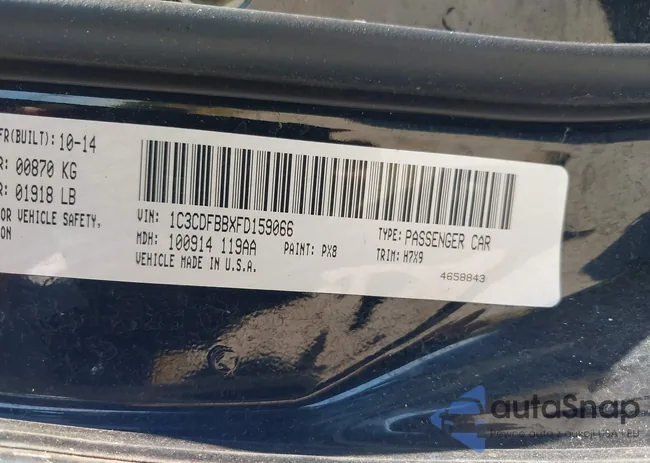 FR(BUILT): 10-14
R: 00870 KG
R: 01918 LB
OR VEHICLE SAFETY,
ON
VIN: 1C3CDFBBXFD159066
MDH: 100914 119AA
PAINT: PX8
VEHICLE MADE IN U.S.A.
TYPE: PASSENGER CAR
TRIM: H7X9
4658843
autoSnap